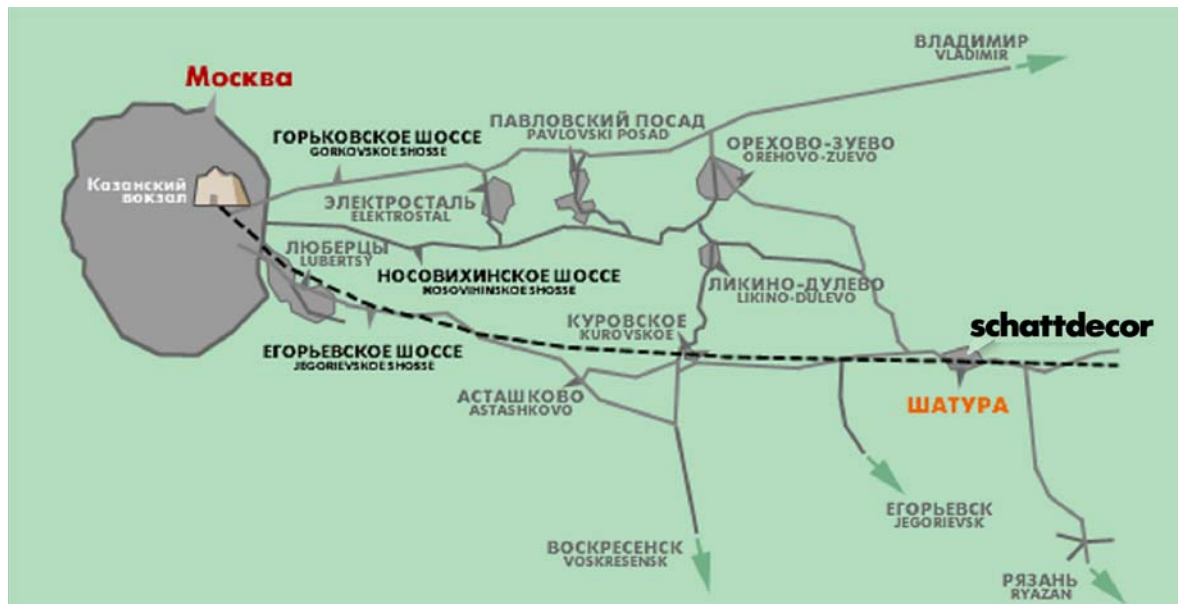 ВЛАДИМИР
VLADIMIR
Москва
ГОРЬКОВСКОЕ ШОССЕ
GORKOVSKOE SHOSSE
ПАВЛОВСКИЙ ПОСАД
PAVLOVSKI POSAD
ОРЕХОВО-ЗУЕВО
OREHOVO-ZUEVO
Казанский
вокзал
ЭЛЕКТРОСТАЛЬ
ELEKTROSTAL
ЛЮБЕРЦЫ
LUBERTSY
НОСОВИХИНСКОЕ ШОССЕ
NOSOVIHINSKOE SHOSSE
ЛИКИНО-ДУЛЕВО
LIKINO-DULEVO
КУРОВСКОЕ
KUROVSKOE
schattdecor
ЕГОРЬЕВСКОЕ ШОССЕ
JEGORIEVSKOE SHOSSE
АСТАШКОВО
ASTASHKOVO
ШАТУРА
ЕГОРЬЕВСК
JEGORIEVSK
ВОСКРЕСЕНСК
VOSKRESENSK
РЯЗАНЬ
RYAZAN